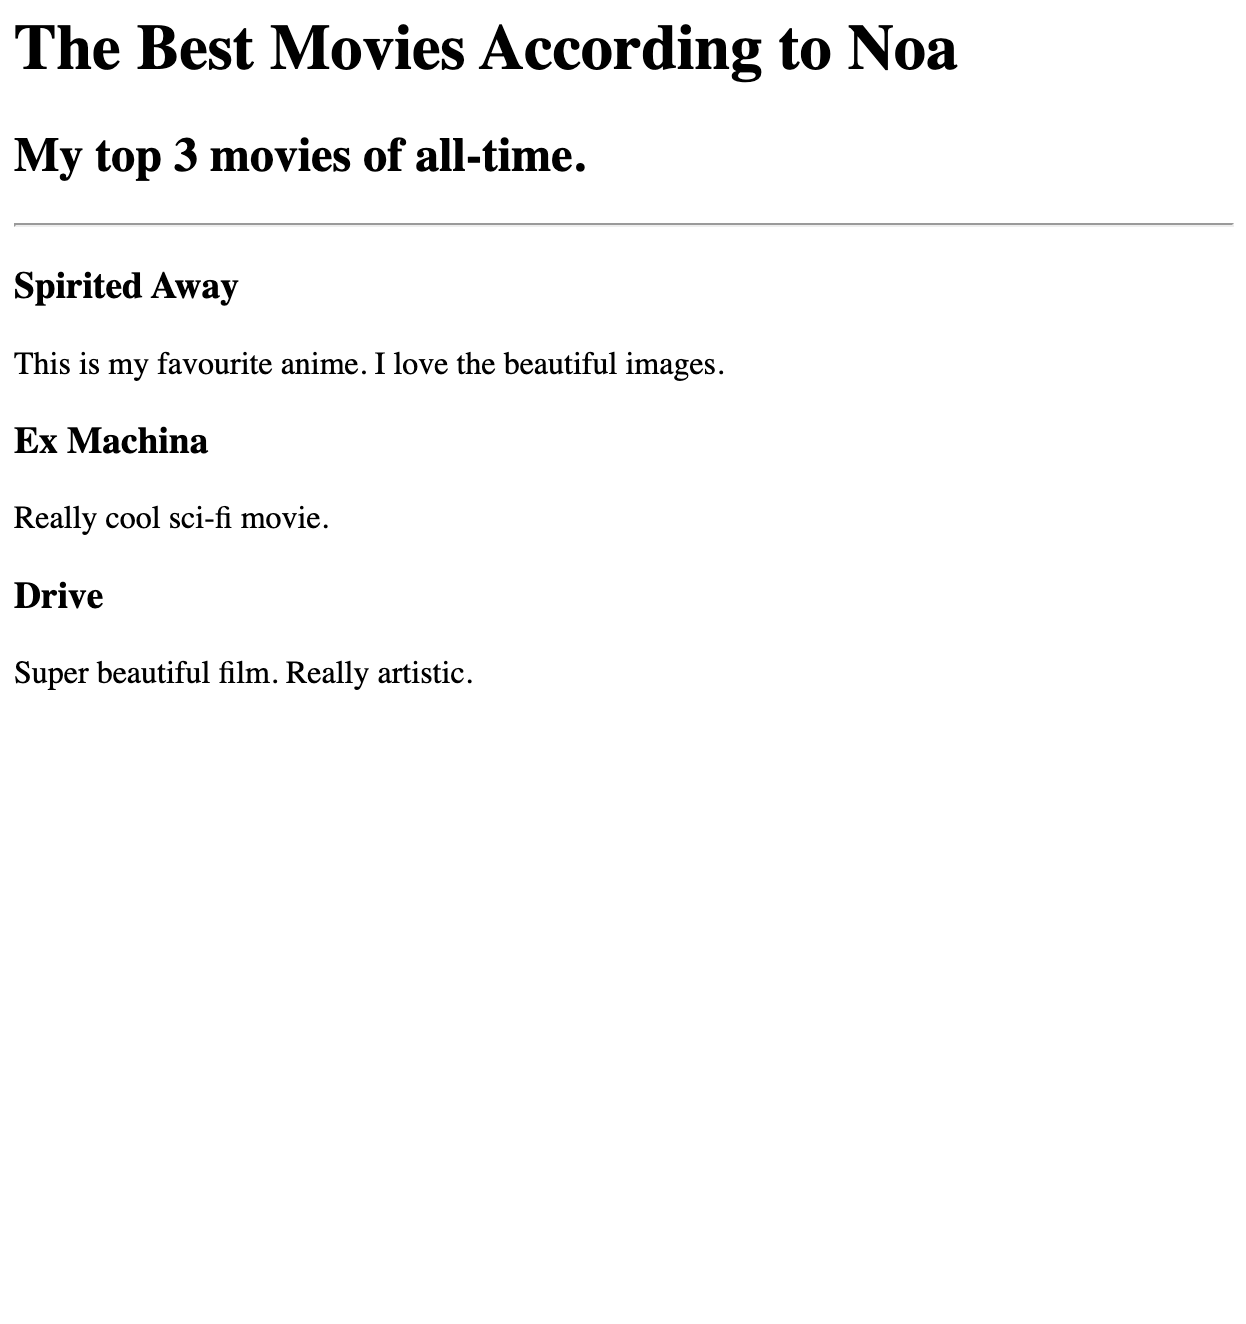 The Best Movies According to Noa
My top 3 movies of all-time.
Spirited Away
This is my favourite anime. I love the beautiful images.
Ex Machina
Really cool sci-fi movie.
Drive
Super beautiful film. Really artistic.